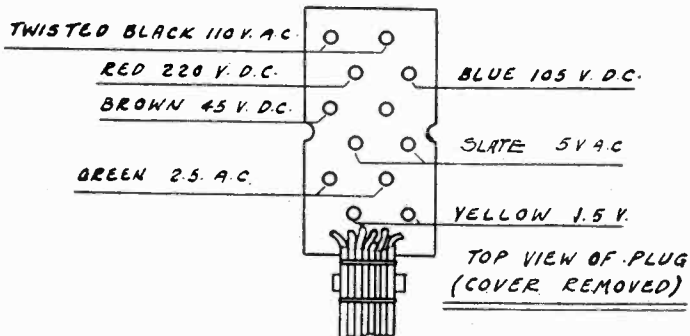 TWISTED BLACK 110 V. A.C.
RED 220 V. D.C.
BLUE 105 V. D.C.
BROWN 45 V. D.C.
SLATE 5 V A.C
GREEN 2.5. A.C.
YELLOW 1.5 V.
TOP VIEW OF PLUG
(COVER REMOVED)